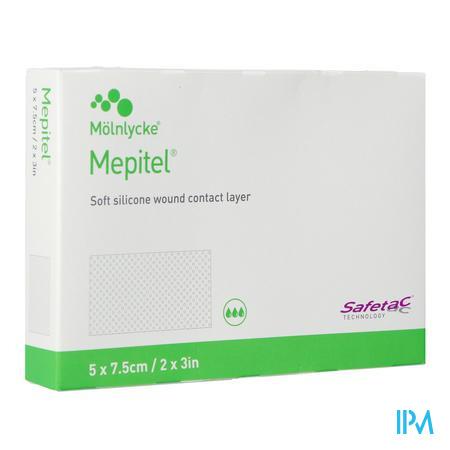 Mölnlycke®
Mepitel®
Soft silicone wound contact layer
Safetac
TECHNOLOGY
5 x 7.5cm / 2 x 3in
Mepitel®
5 x 7.5cm / 2 x 3in
IPM